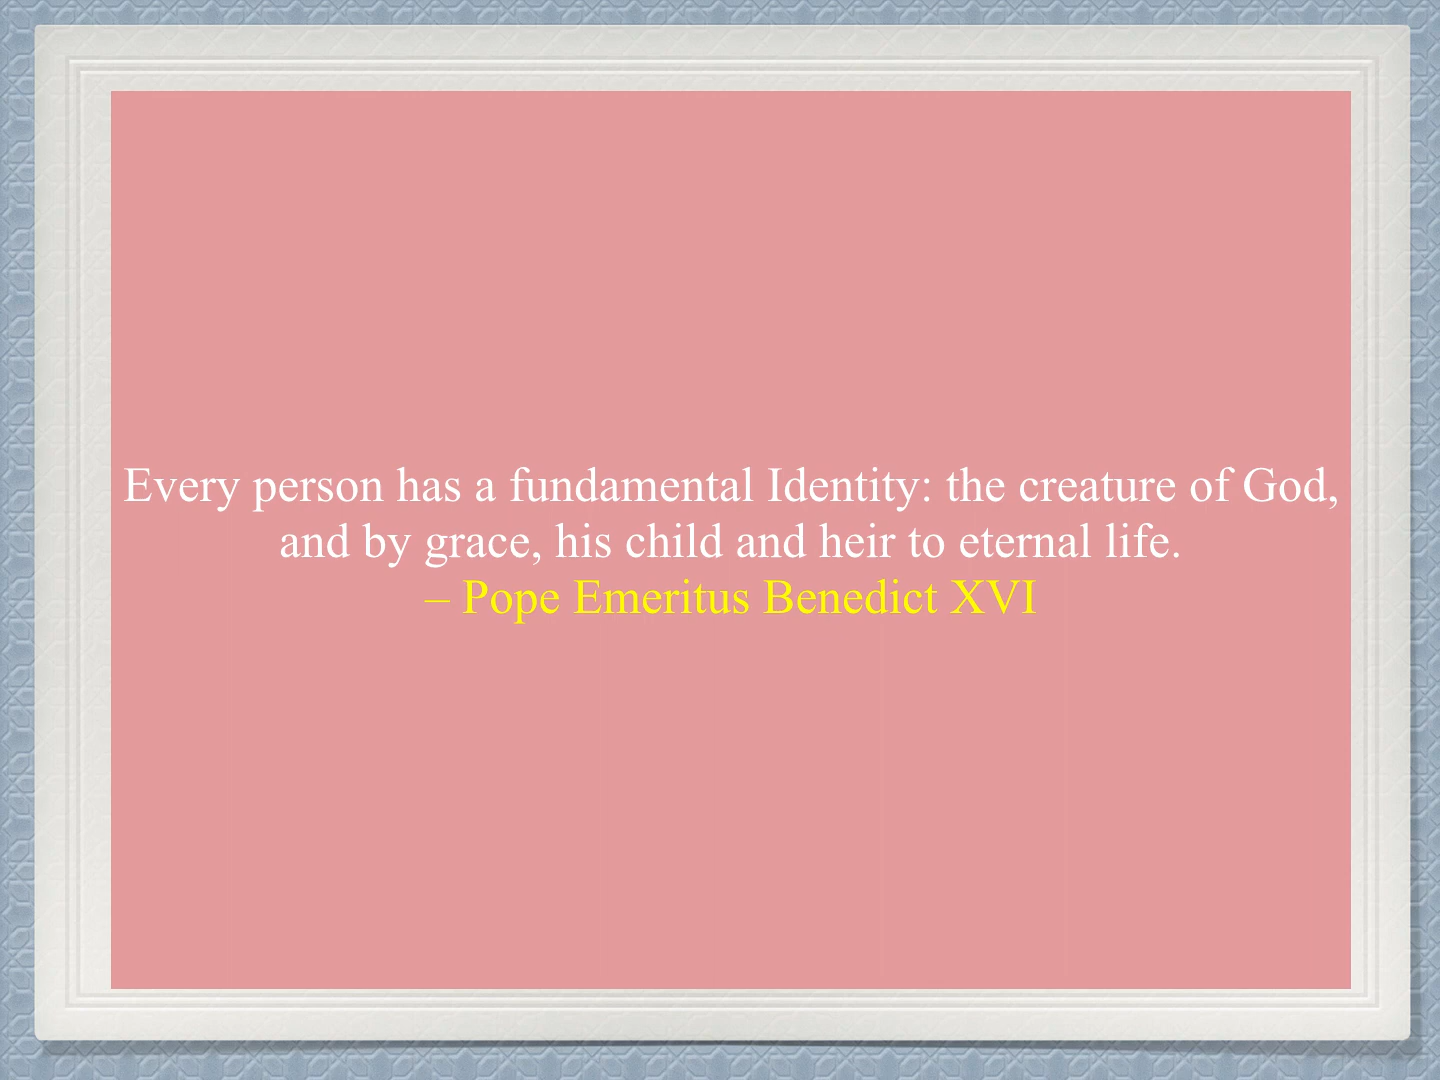 Every person has a fundamental Identity: the creature of God,
and by grace, his child and heir to eternal life.
– Pope Emeritus Benedict XVI